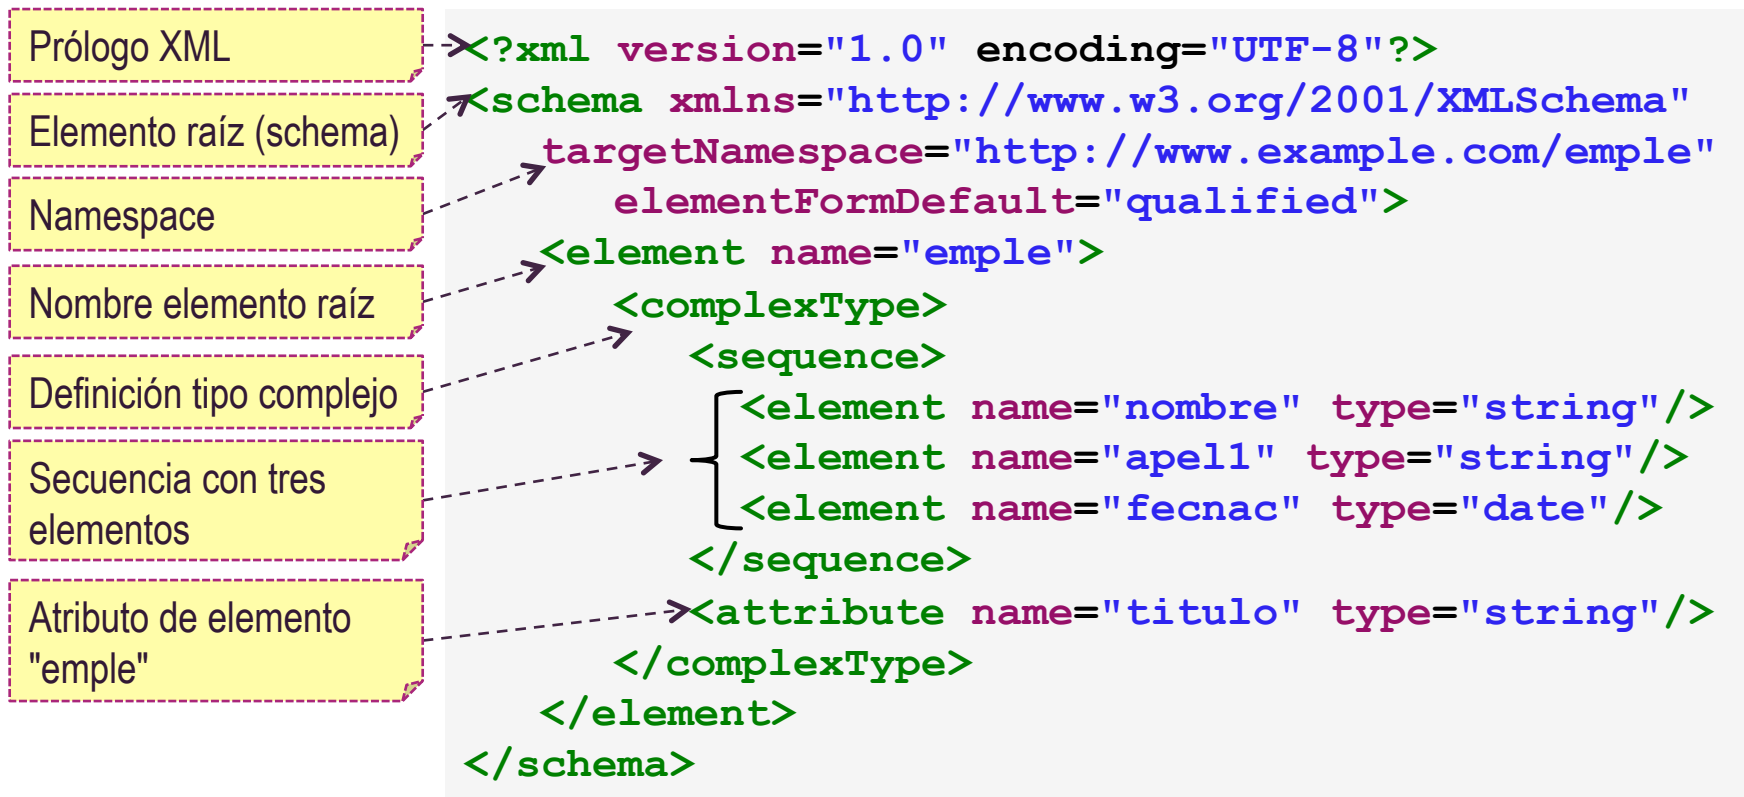 Prólogo XML
Elemento raíz (schema)
Namespace
Nombre elemento raíz
Definición tipo complejo
Secuencia con tres
elementos
Atributo de elemento
"emple"
<?xml version="1.0" encoding="UTF-8"?>
<schema xmlns="http://www.w3.org/2001/XMLSchema"
targetNamespace="http://www.example.com/emple"
elementFormDefault="qualified">
<element name="emple">
<complexType>
<sequence>
<element name="nombre" type="string"/>
<element name="apel1" type="string"/>
<element name="fecnac" type="date"/>
</sequence>
<attribute name="titulo" type="string"/>
</complexType>
</element>
</schema>